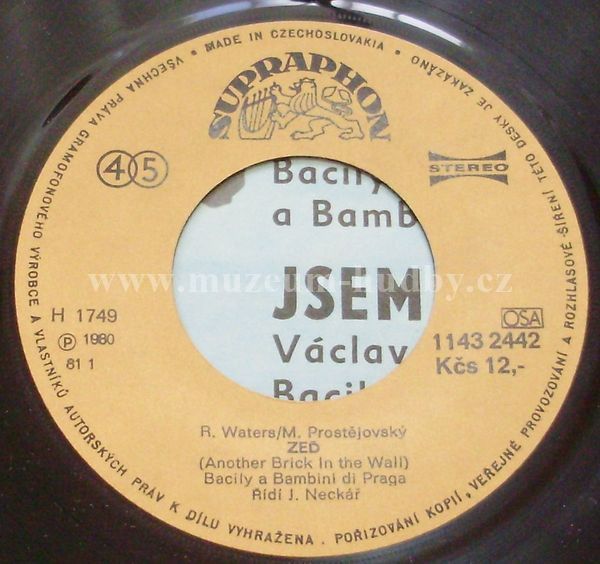 VŠECHNA PRÁVA GRAMOFONOVÉHO VÝROBCE A VLASTNÍKŮ AUTORSKÝCH PRÁV K DÍLU VYHRAŽENA. POŘIZOVÁNÍ KOPIÍ, VEŘEJNÉ PROVOZOVÁNÍ A ROZHLASOVÉ ŠÍŘENÍ TÉTO DESKY JE ZAKÁZÁNO • MADE IN CZECHOSLOVAKIA •
SUPRAPHON
45
STEREO
Bacily
a Bamb
JSEM
Václav
Bacily
www.muzeum-hudby.cz
H 1749
Ⓟ 1980
81 1
OSA
1143 2442
Kčs 12,-
R. Waters/M. Prostějovský
ZEĎ
(Another Brick In the Wall)
Bacily a Bambini di Praga
Řídí J. Neckář